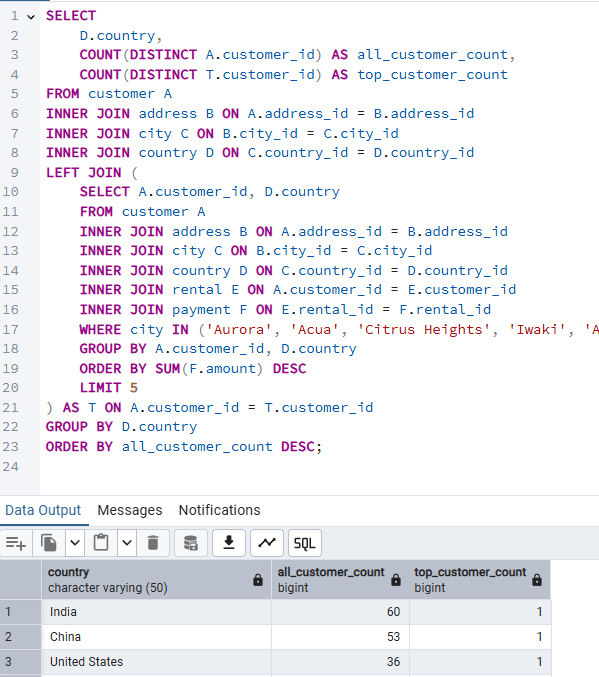 1 SELECT
2 D.country,
3 COUNT(DISTINCT A.customer_id) AS all_customer_count,
4 COUNT(DISTINCT T.customer_id) AS top_customer_count
5 FROM customer A
6 INNER JOIN address B ON A.address_id = B.address_id
7 INNER JOIN city C ON B.city_id = C.city_id
8 INNER JOIN country D ON C.country_id = D.country_id
9 LEFT JOIN (
10 SELECT A.customer_id, D.country
11 FROM customer A
12 INNER JOIN address B ON A.address_id = B.address_id
13 INNER JOIN city C ON B.city_id = C.city_id
14 INNER JOIN country D ON C.country_id = D.country_id
15 INNER JOIN rental E ON A.customer_id = E.customer_id
16 INNER JOIN payment F ON E.rental_id = F.rental_id
17 WHERE city IN ('Aurora', 'Acua', 'Citrus Heights', 'Iwaki', 'A
18 GROUP BY A.customer_id, D.country
19 ORDER BY SUM(F.amount) DESC
20 LIMIT 5
21 ) AS T ON A.customer_id = T.customer_id
22 GROUP BY D.country
23 ORDER BY all_customer_count DESC;
24
Data Output Messages Notifications
SQL
country all_customer_count top_customer_count
character varying (50) bigint bigint
1 India 60 1
2 China 53 1
3 United States 36 1